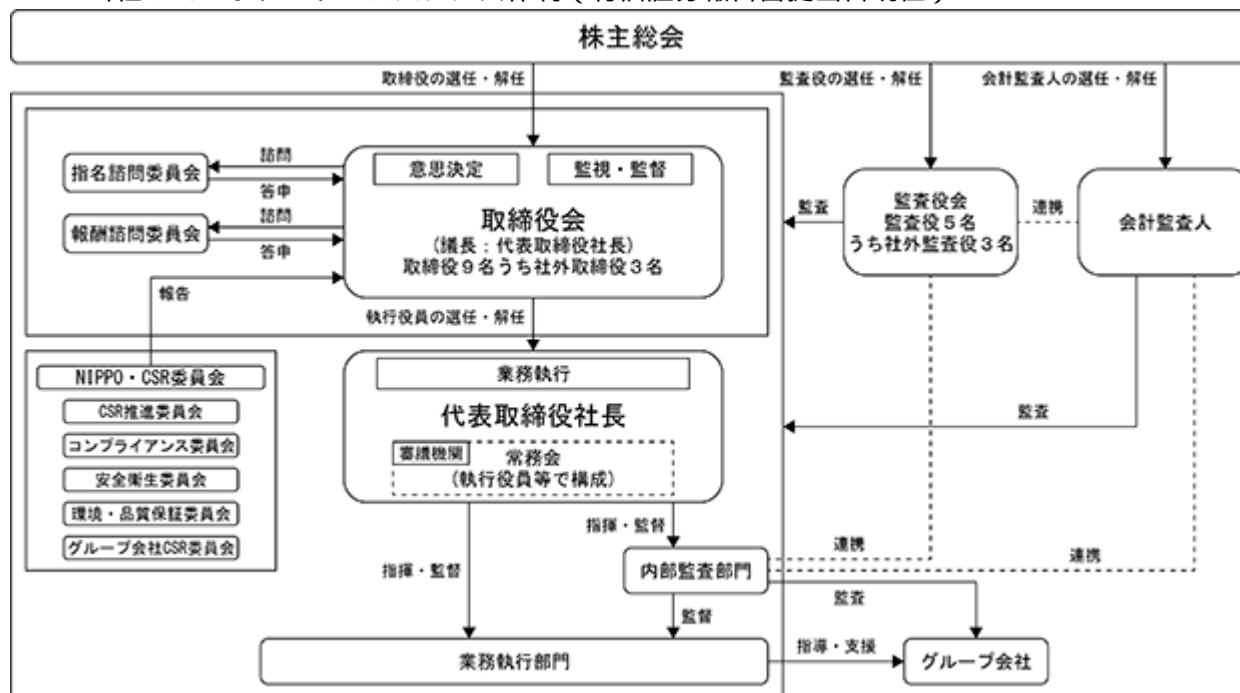 株主総会
取締役の選任・解任
監査役の選任・解任
会計監査人の選任・解任
指名諮問委員会
諮問
答申
報酬諮問委員会
諮問
答申
意思決定
監視・監督
取締役会
(議長：代表取締役社長)
取締役９名うち社外取締役３名
監査
監査役会
監査役５名
うち社外監査役３名
連携
会計監査人
報告
執行役員の選任・解任
NIPPO・CSR委員会
CSR推進委員会
コンプライアンス委員会
安全衛生委員会
環境・品質保証委員会
グループ会社CSR委員会
業務執行
代表取締役社長
審議機関
常務会
(執行役員等で構成)
監査
指揮・監督
指揮・監督
内部監査部門
連携
連携
監査
監督
業務執行部門
指導・支援
グループ会社